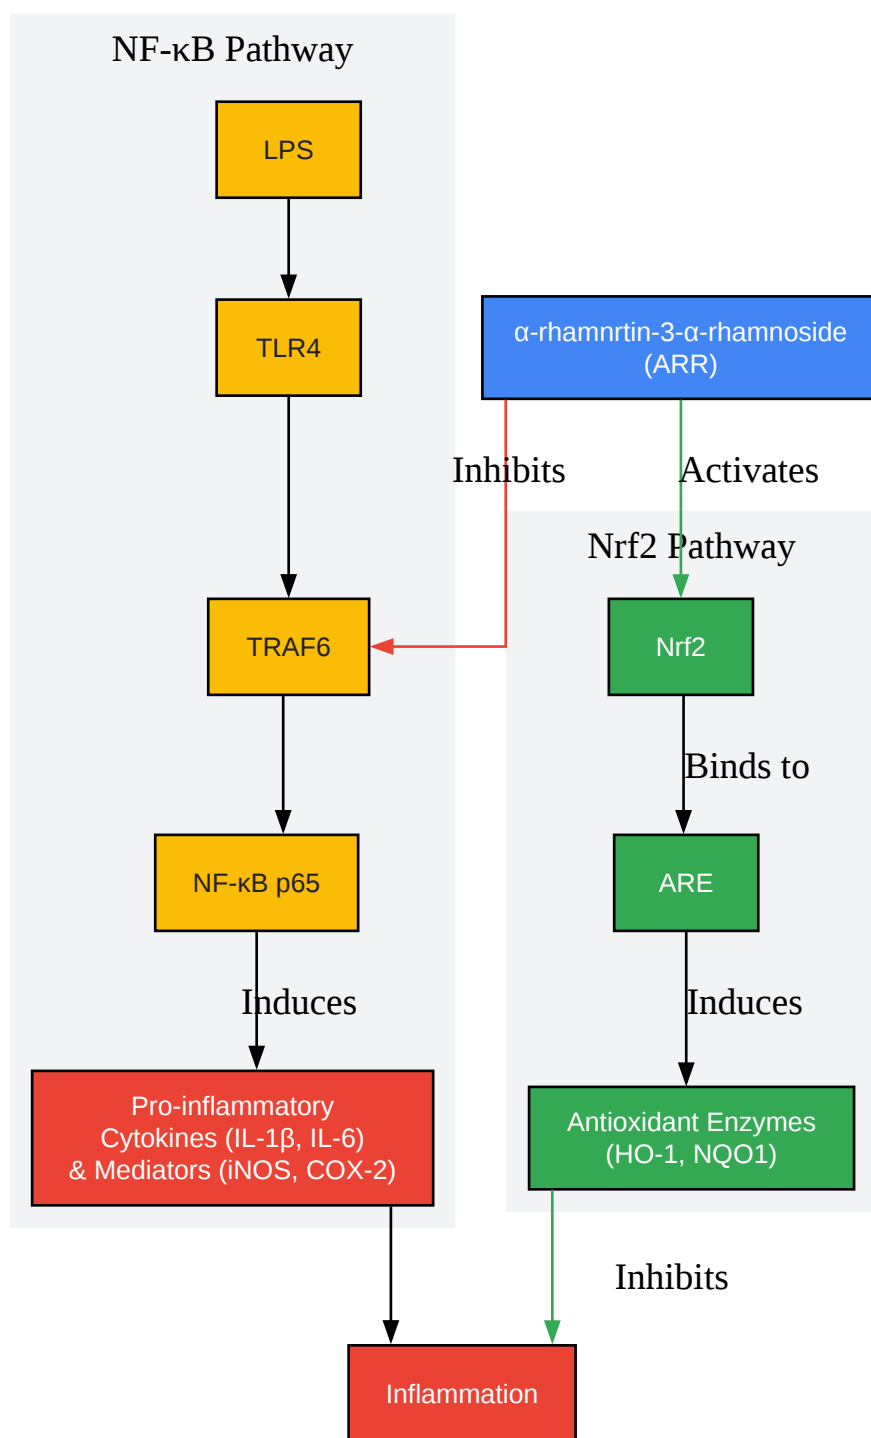 NF-κB Pathway
LPS
TLR4
α-rhamnrtin-3-α-rhamnoside
(ARR)
Inhibits
Activates
Nrf2 Pathway
TRAF6
Nrf2
Binds to
NF-κB p65
ARE
Induces
Induces
Pro-inflammatory
Cytokines (IL-1β, IL-6)
& Mediators (iNOS, COX-2)
Antioxidant Enzymes
(HO-1, NQO1)
Inhibits
Inflammation